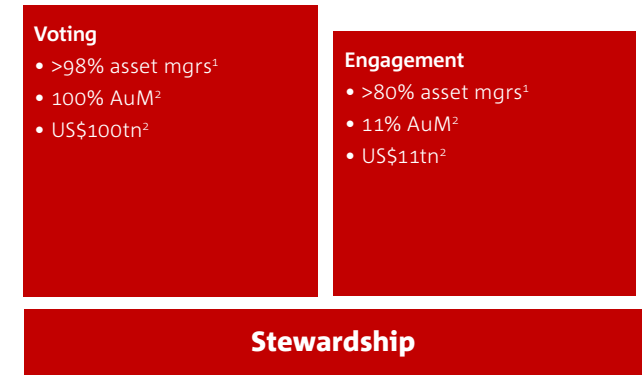 Voting
• >98% asset mgrs¹
• 100% AuM²
• US$100tn²
Engagement
• >80% asset mgrs¹
• 11% AuM²
• US$11tn²
Stewardship